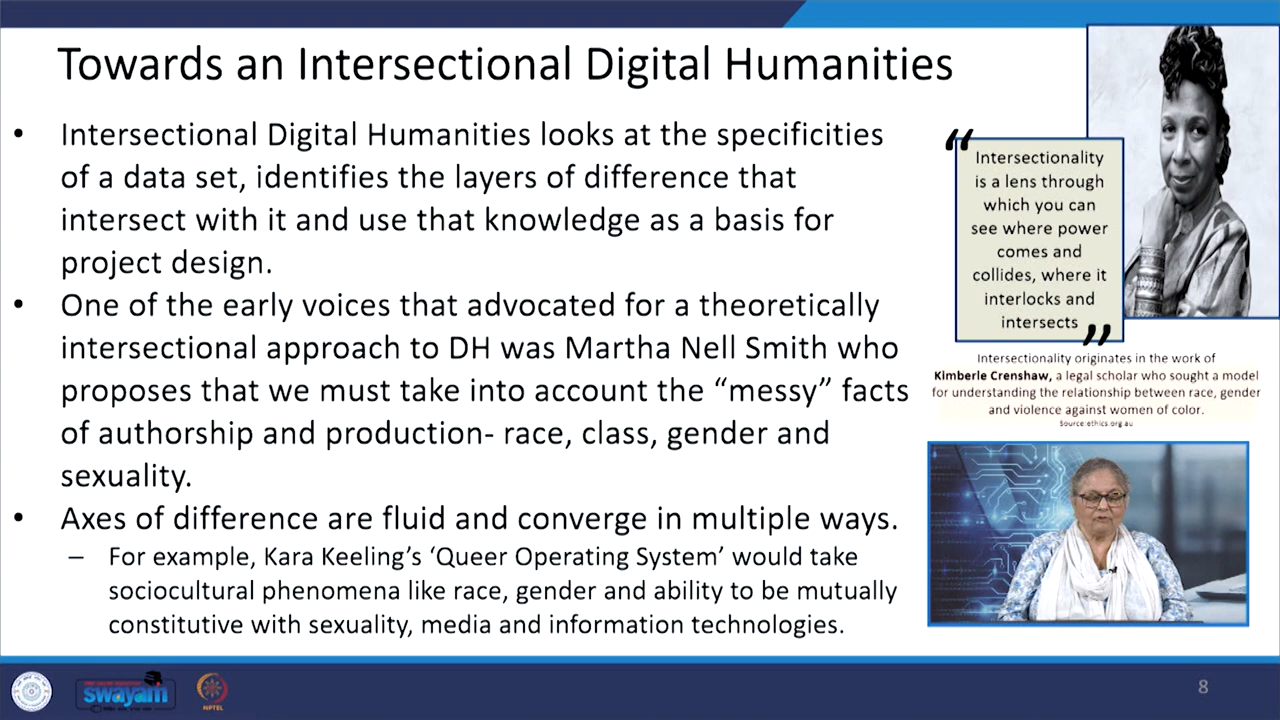 Towards an Intersectional Digital Humanities
• Intersectional Digital Humanities looks at the specificities
of a data set, identifies the layers of difference that
intersect with it and use that knowledge as a basis for
project design.
• One of the early voices that advocated for a theoretically
intersectional approach to DH was Martha Nell Smith who
proposes that we must take into account the “messy” facts
of authorship and production- race, class, gender and
sexuality.
• Axes of difference are fluid and converge in multiple ways.
– For example, Kara Keeling’s ‘Queer Operating System’ would take
sociocultural phenomena like race, gender and ability to be mutually
constitutive with sexuality, media and information technologies.
“
Intersectionality
is a lens through
which you can
see where power
comes and
collides, where it
interlocks and
intersects
”
Intersectionality originates in the work of
Kimberle Crenshaw, a legal scholar who sought a model
for understanding the relationship between race, gender
and violence against women of color.
Source:ethics.org.au
swayam
NPTEL
8